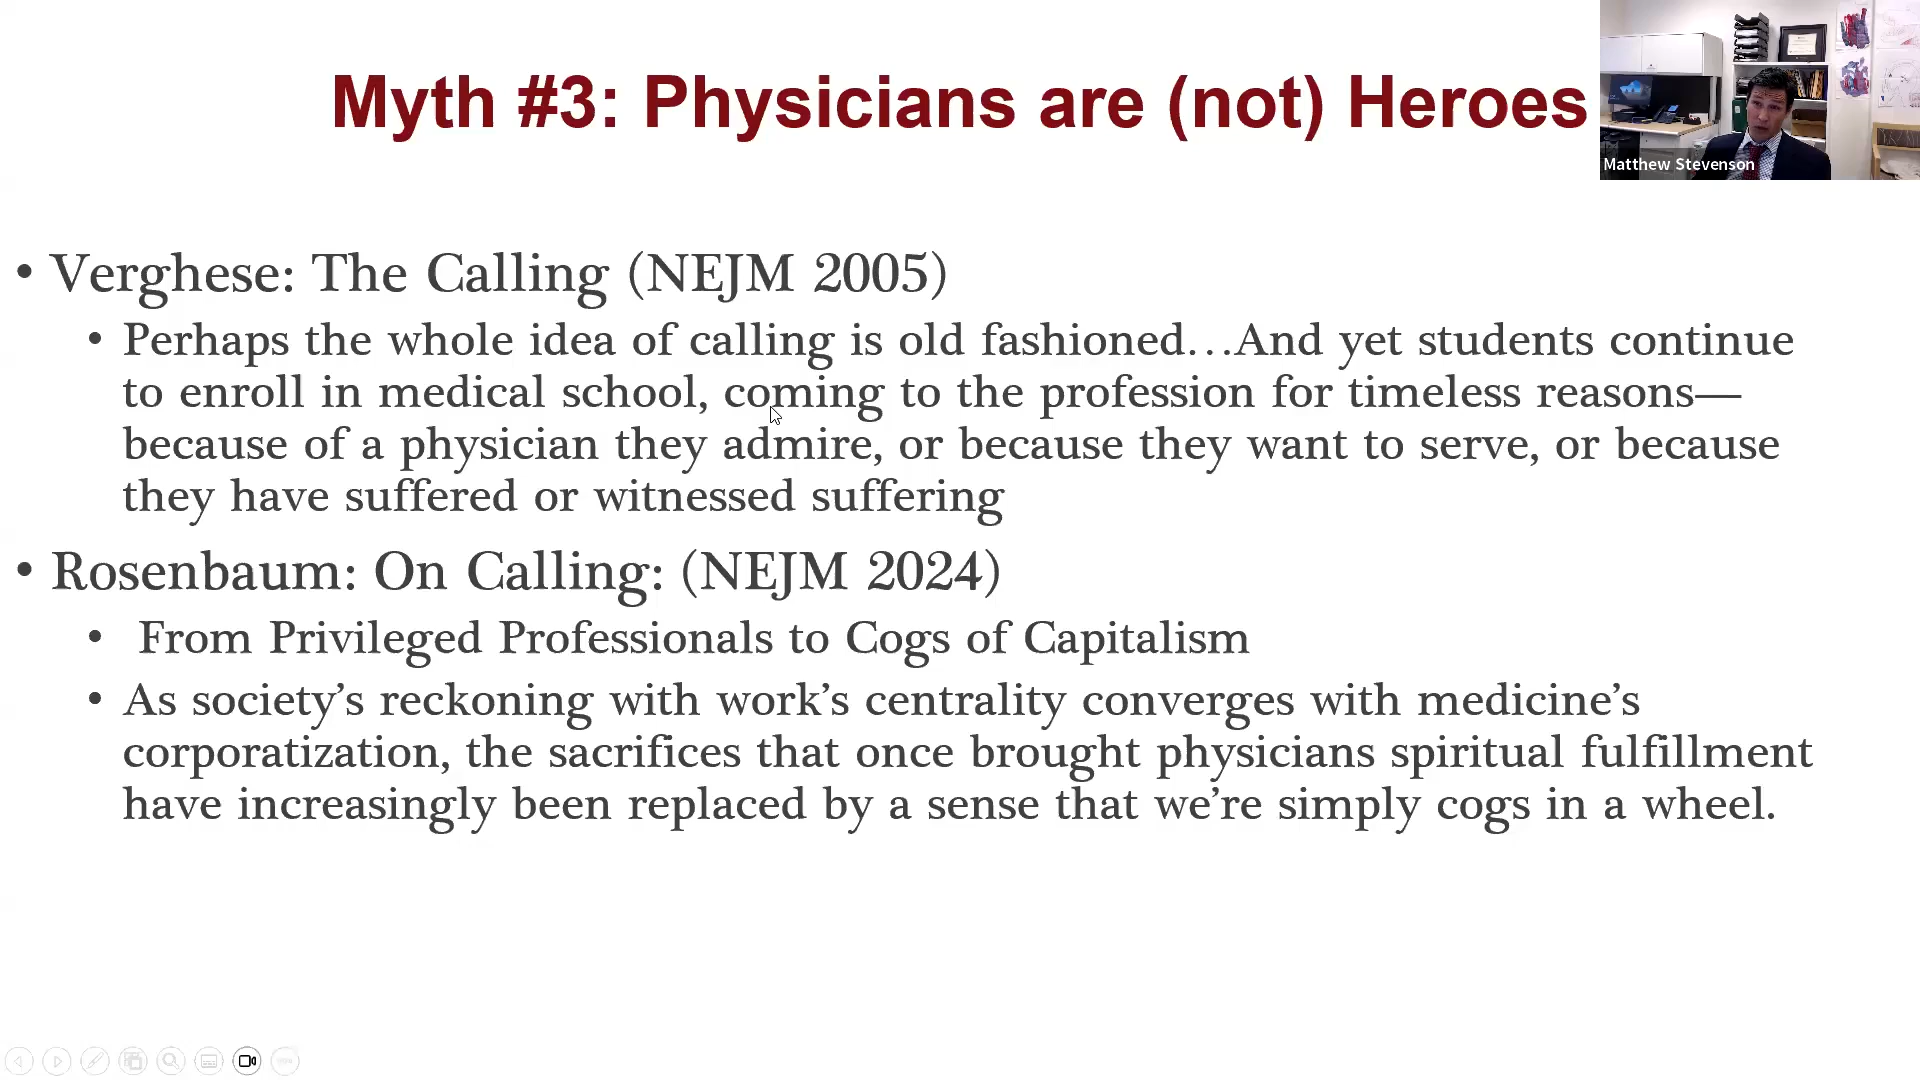 Myth #3: Physicians are (not) Heroes
Matthew Stevenson
• Verghese: The Calling (NEJM 2005)
• Perhaps the whole idea of calling is old fashioned…And yet students continue
to enroll in medical school, coming to the profession for timeless reasons—
because of a physician they admire, or because they want to serve, or because
they have suffered or witnessed suffering
• Rosenbaum: On Calling: (NEJM 2024)
• From Privileged Professionals to Cogs of Capitalism
• As society’s reckoning with work’s centrality converges with medicine’s
corporatization, the sacrifices that once brought physicians spiritual fulfillment
have increasingly been replaced by a sense that we’re simply cogs in a wheel.